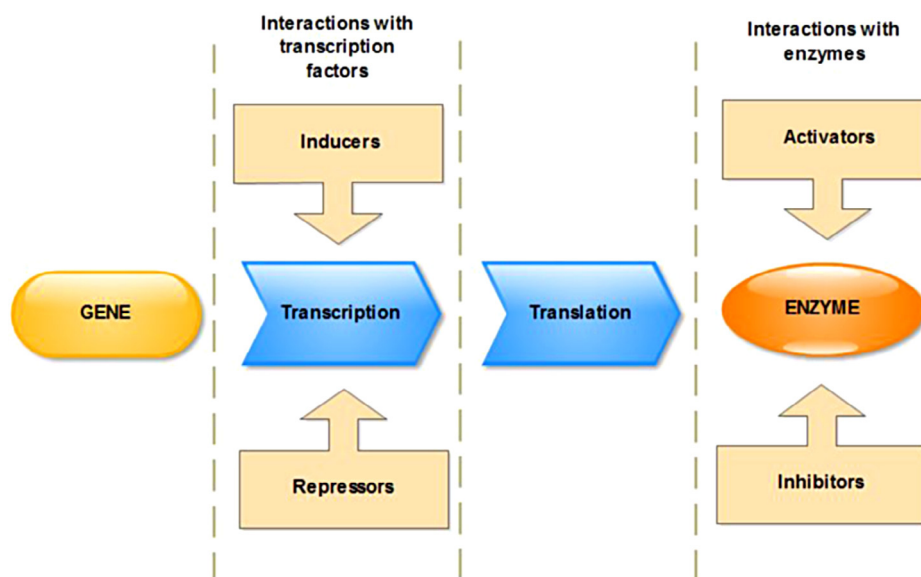 Interactions with
transcription
factors
Interactions with
enzymes
Inducers
Activators
GENE
Transcription
Translation
ENZYME
Repressors
Inhibitors